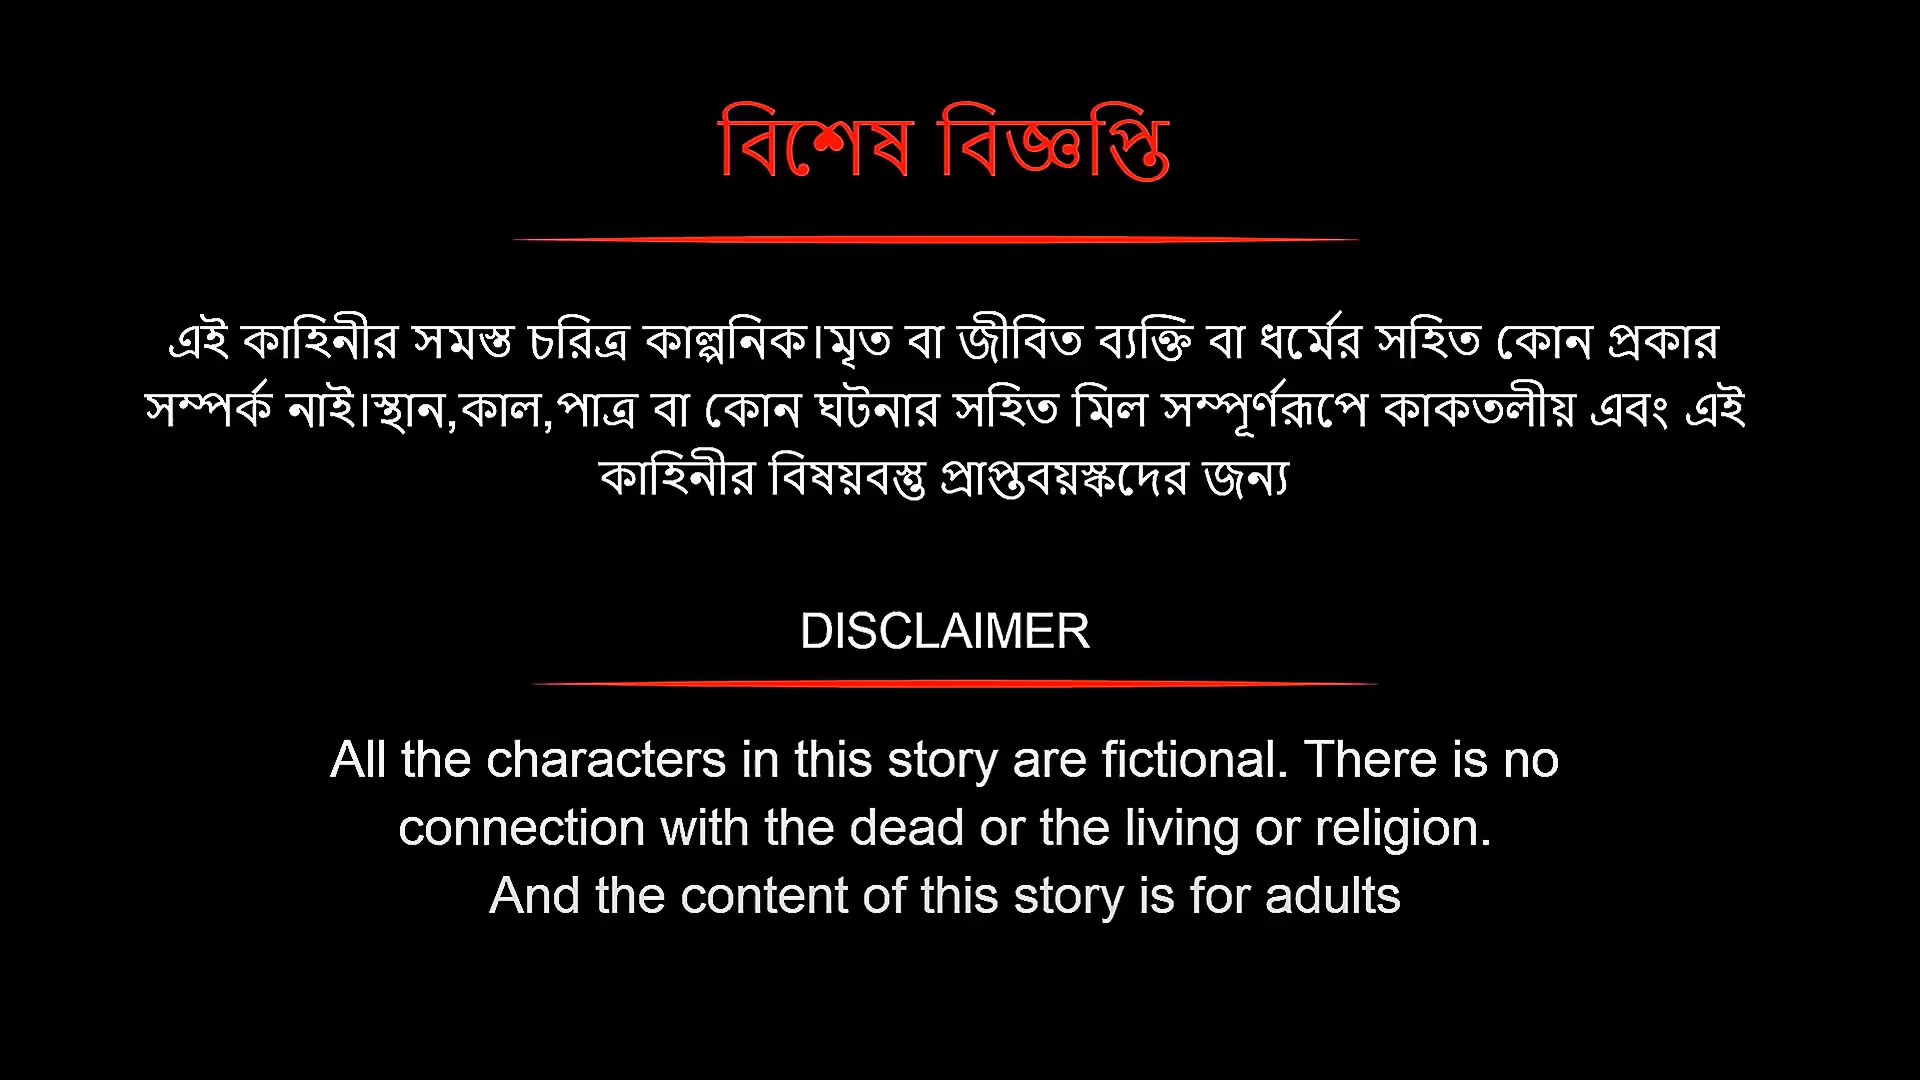 বিশেষ বিজ্ঞপ্তি
এই কাহিনীর সমস্ত চরিত্র কাল্পনিক।মৃত বা জীবিত ব্যক্তি বা ধর্মের সহিত কোন প্রকার
সম্পর্ক নাই।স্থান,কাল,পাত্র বা কোন ঘটনার সহিত মিল সম্পূর্ণরূপে কাকতলীয় এবং এই
কাহিনীর বিষয়বস্তু প্রাপ্তবয়স্কদের জন্য
DISCLAIMER
All the characters in this story are fictional. There is no
connection with the dead or the living or religion.
And the content of this story is for adults